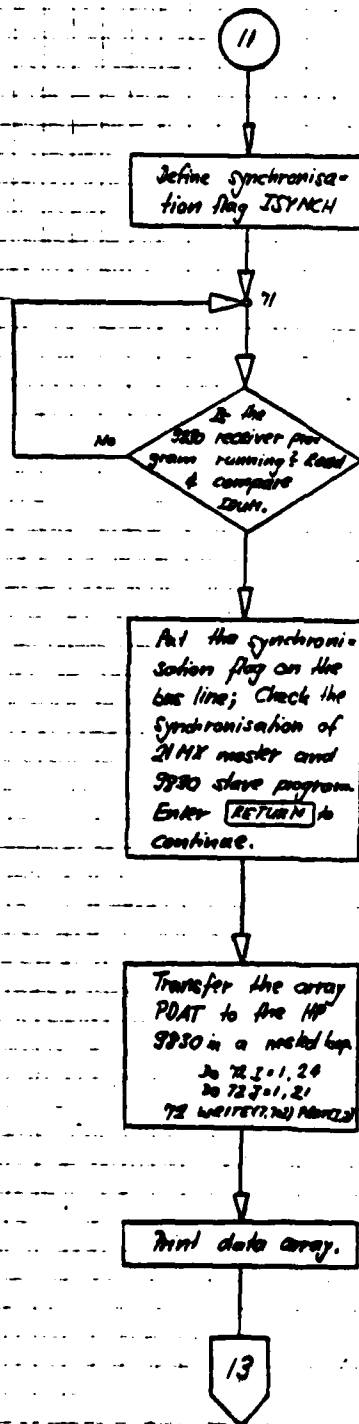 11
Define synchronisa-
tion flag ISYNCH
71
No
Is the
9830 receiver pro-
gram running? Read
& compare
IDUM.
Put the synchroni-
sation flag on the
bus line; Check the
synchronisation of
21MX master and
9830 slave program.
Enter RETURN to
continue.
Transfer the array
PDAT to the HP
9830 in a nested loop.
Do 72 I=1, 24
Do 72 J=1, 21
72 WRITE(7,702) PDAT(I,J)
Print data array.
13